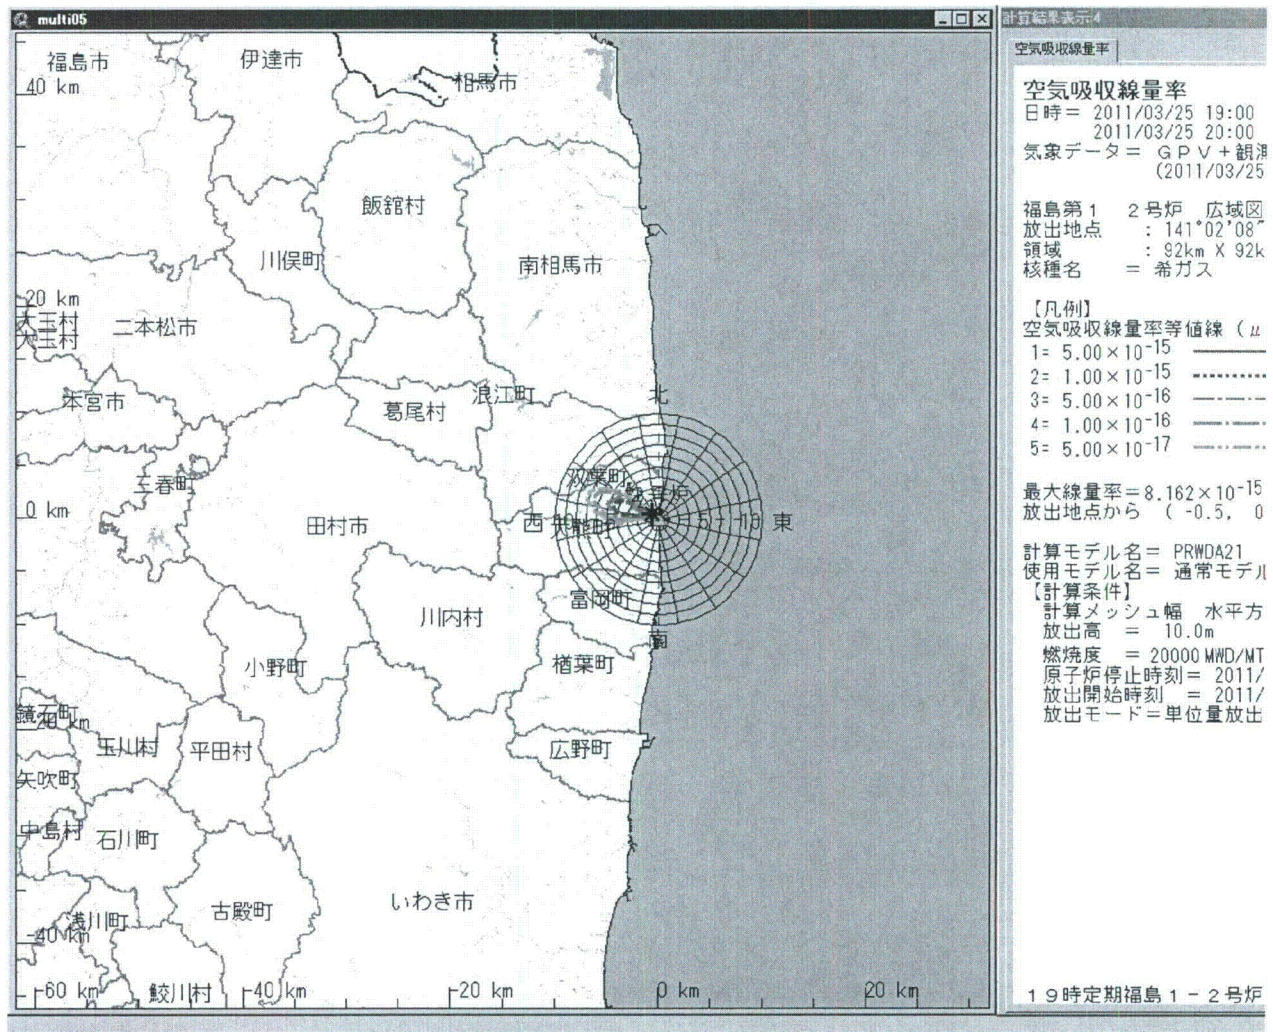 multi05
福島市
伊達市
相馬市
40 km
飯舘村
川俣町
南相馬市
20 km
大玉村
大玉村
二本松市
本宮市
浪江町
葛尾村
北
三春町
双葉町
0 km
田村市
西
東
富岡町
川内村
南
小野町
楢葉町
鏡石町
-20 km
玉川村
平田村
広野町
矢吹町
中島村
石川町
いわき市
浅川町
古殿町
-40 km
鮫川村
-60 km
-40 km
-20 km
0 km
20 km
計算結果表示4
空気吸収線量率
空気吸収線量率
日時= 2011/03/25 19:00
2011/03/25 20:00
気象データ= GPV+観測
(2011/03/25
福島第1 2号炉 広域図
放出地点 : 141°02'08"
領域 : 92km X 92k
核種名 = 希ガス
【凡例】
空気吸収線量率等値線 (μ
1= 5.00×10-15
2= 1.00×10-15
3= 5.00×10-16
4= 1.00×10-16
5= 5.00×10-17
最大線量率=8.162×10-15
放出地点から ( -0.5, 0
計算モデル名= PRWDA21
使用モデル名= 通常モデル
【計算条件】
計算メッシュ幅 水平方
放出高 = 10.0m
燃焼度 = 20000MWD/MT
原子炉停止時刻= 2011/
放出開始時刻 = 2011/
放出モード=単位量放出
19時定期福島1-2号炉